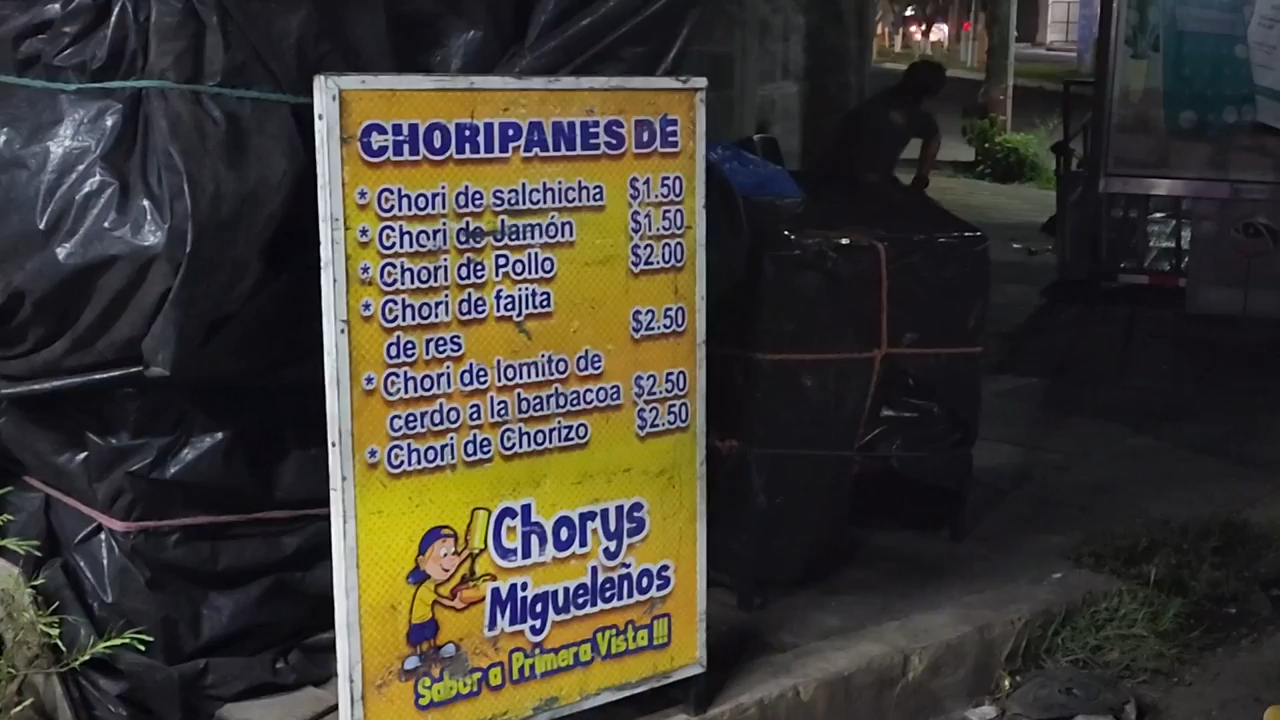 CHORIPANES DE
* Chori de salchicha $1.50
* Chori de Jamón $1.50
* Chori de Pollo $2.00
* Chori de fajita
de res $2.50
* Chori de lomito de
cerdo a la barbacoa $2.50
* Chori de Chorizo $2.50
Chorys
Migueleños
Sabor a Primera Vista!!!